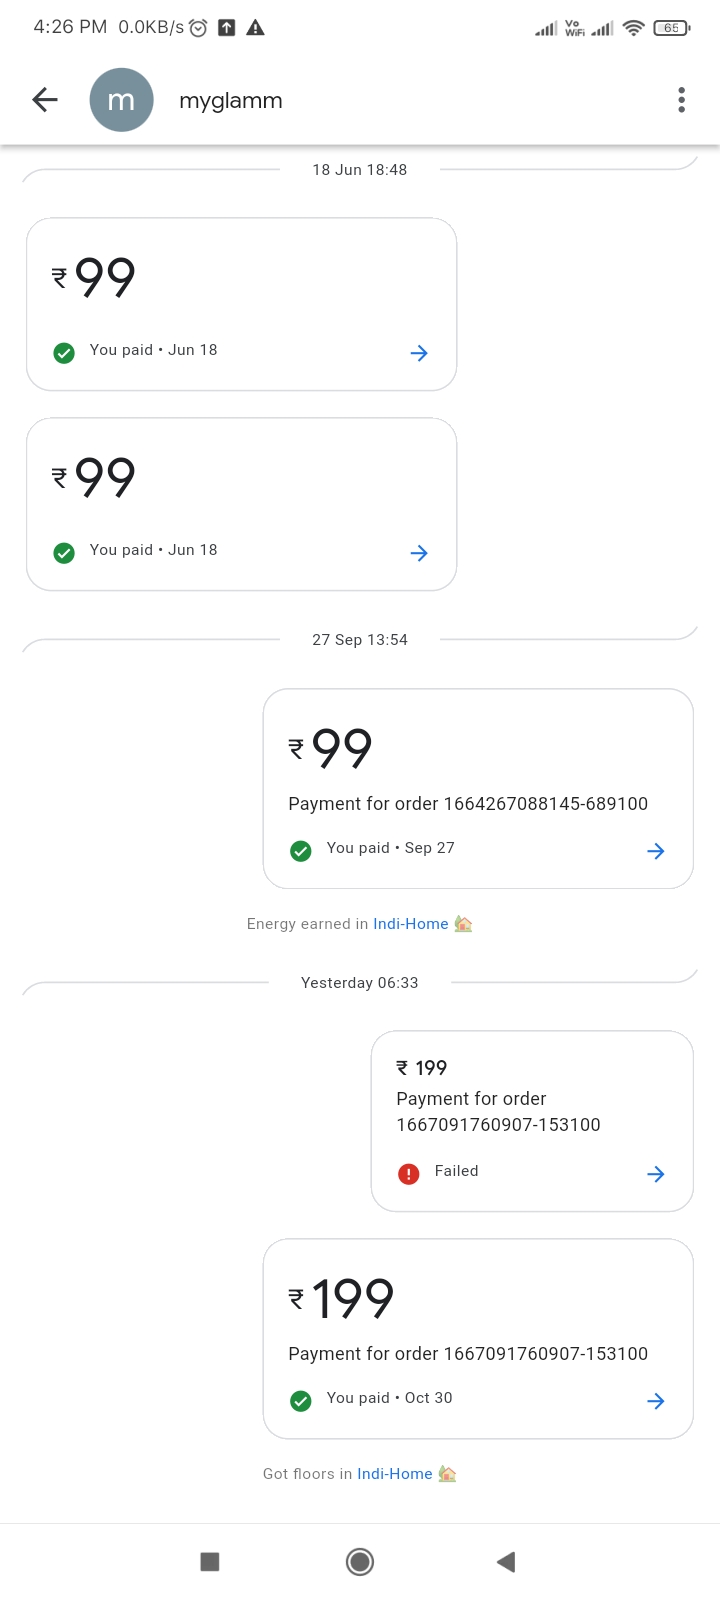 4:26 PM 0.0KB/s Vo WiFi 65
m myglamm
18 Jun 18:48
₹99
You paid • Jun 18
₹99
You paid • Jun 18
27 Sep 13:54
₹99
Payment for order 1664267088145-689100
You paid • Sep 27
Energy earned in Indi-Home
Yesterday 06:33
₹ 199
Payment for order
1667091760907-153100
Failed
₹199
Payment for order 1667091760907-153100
You paid • Oct 30
Got floors in Indi-Home